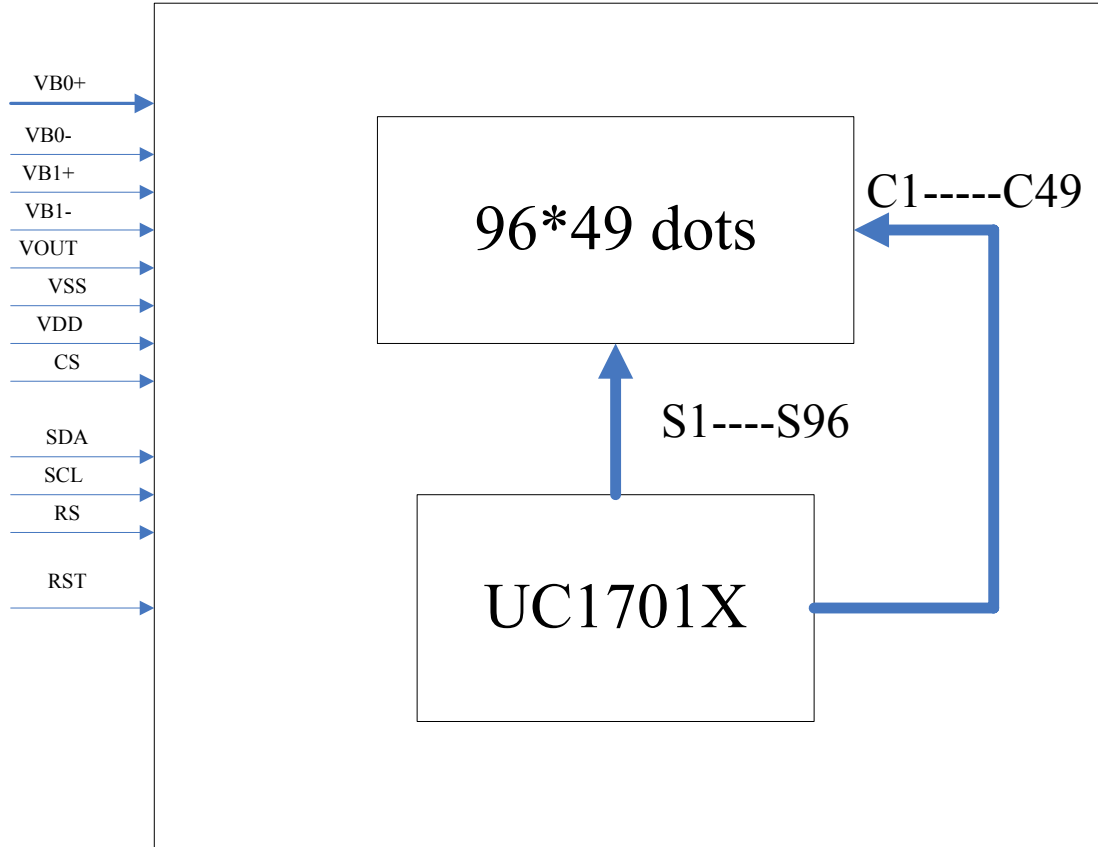 VB0+
VB0-
VB1+
VB1-
VOUT
VSS
VDD
CS
SDA
SCL
RS
RST
96*49 dots
C1-----C49
S1----S96
UC1701X